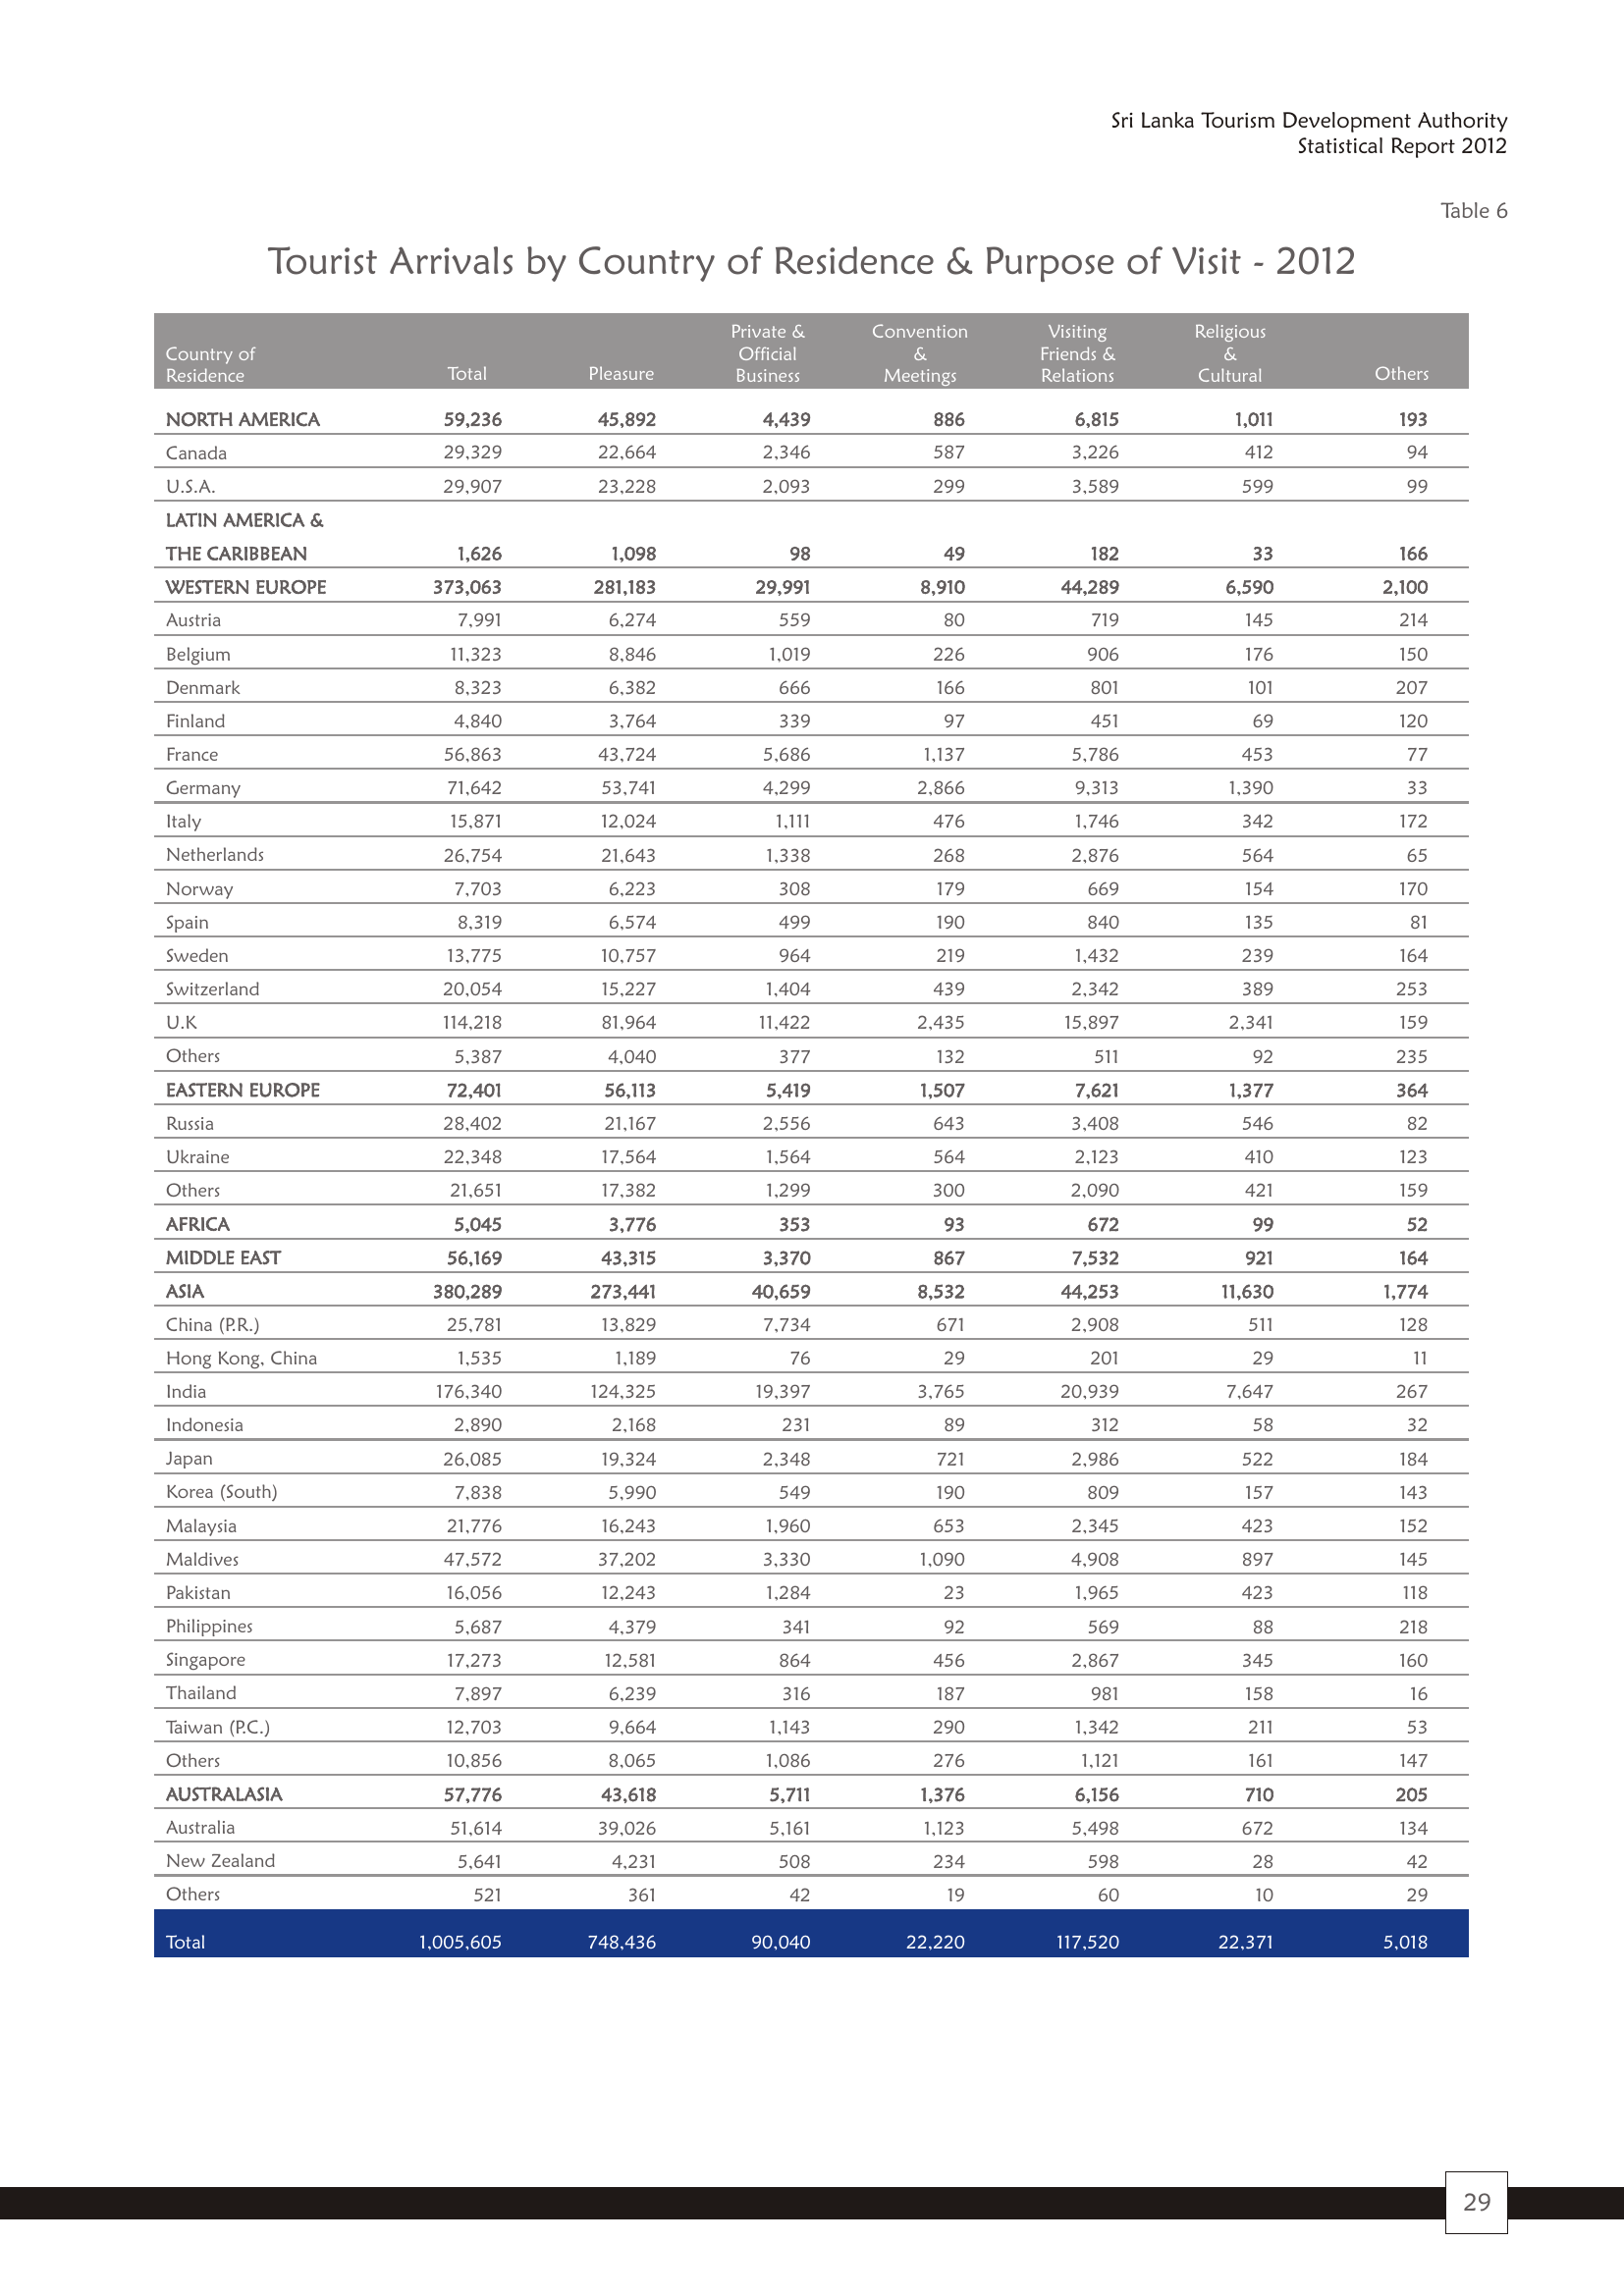 Sri Lanka Tourism Development Authority
Statistical Report 2012
Table 6
Tourist Arrivals by Country of Residence & Purpose of Visit - 2012
Country of Residence Total Pleasure Private & Official Business Convention & Meetings Visiting Friends & Relations Religious & Cultural Others
NORTH AMERICA 59,236 45,892 4,439 886 6,815 1,011 193
Canada 29,329 22,664 2,346 587 3,226 412 94
U.S.A. 29,907 23,228 2,093 299 3,589 599 99
LATIN AMERICA &
THE CARIBBEAN 1,626 1,098 98 49 182 33 166
WESTERN EUROPE 373,063 281,183 29,991 8,910 44,289 6,590 2,100
Austria 7,991 6,274 559 80 719 145 214
Belgium 11,323 8,846 1,019 226 906 176 150
Denmark 8,323 6,382 666 166 801 101 207
Finland 4,840 3,764 339 97 451 69 120
France 56,863 43,724 5,686 1,137 5,786 453 77
Germany 71,642 53,741 4,299 2,866 9,313 1,390 33
Italy 15,871 12,024 1,111 476 1,746 342 172
Netherlands 26,754 21,643 1,338 268 2,876 564 65
Norway 7,703 6,223 308 179 669 154 170
Spain 8,319 6,574 499 190 840 135 81
Sweden 13,775 10,757 964 219 1,432 239 164
Switzerland 20,054 15,227 1,404 439 2,342 389 253
U.K 114,218 81,964 11,422 2,435 15,897 2,341 159
Others 5,387 4,040 377 132 511 92 235
EASTERN EUROPE 72,401 56,113 5,419 1,507 7,621 1,377 364
Russia 28,402 21,167 2,556 643 3,408 546 82
Ukraine 22,348 17,564 1,564 564 2,123 410 123
Others 21,651 17,382 1,299 300 2,090 421 159
AFRICA 5,045 3,776 353 93 672 99 52
MIDDLE EAST 56,169 43,315 3,370 867 7,532 921 164
ASIA 380,289 273,441 40,659 8,532 44,253 11,630 1,774
China (P.R.) 25,781 13,829 7,734 671 2,908 511 128
Hong Kong, China 1,535 1,189 76 29 201 29 11
India 176,340 124,325 19,397 3,765 20,939 7,647 267
Indonesia 2,890 2,168 231 89 312 58 32
Japan 26,085 19,324 2,348 721 2,986 522 184
Korea (South) 7,838 5,990 549 190 809 157 143
Malaysia 21,776 16,243 1,960 653 2,345 423 152
Maldives 47,572 37,202 3,330 1,090 4,908 897 145
Pakistan 16,056 12,243 1,284 23 1,965 423 118
Philippines 5,687 4,379 341 92 569 88 218
Singapore 17,273 12,581 864 456 2,867 345 160
Thailand 7,897 6,239 316 187 981 158 16
Taiwan (P.C.) 12,703 9,664 1,143 290 1,342 211 53
Others 10,856 8,065 1,086 276 1,121 161 147
AUSTRALASIA 57,776 43,618 5,711 1,376 6,156 710 205
Australia 51,614 39,026 5,161 1,123 5,498 672 134
New Zealand 5,641 4,231 508 234 598 28 42
Others 521 361 42 19 60 10 29
Total 1,005,605 748,436 90,040 22,220 117,520 22,371 5,018
29